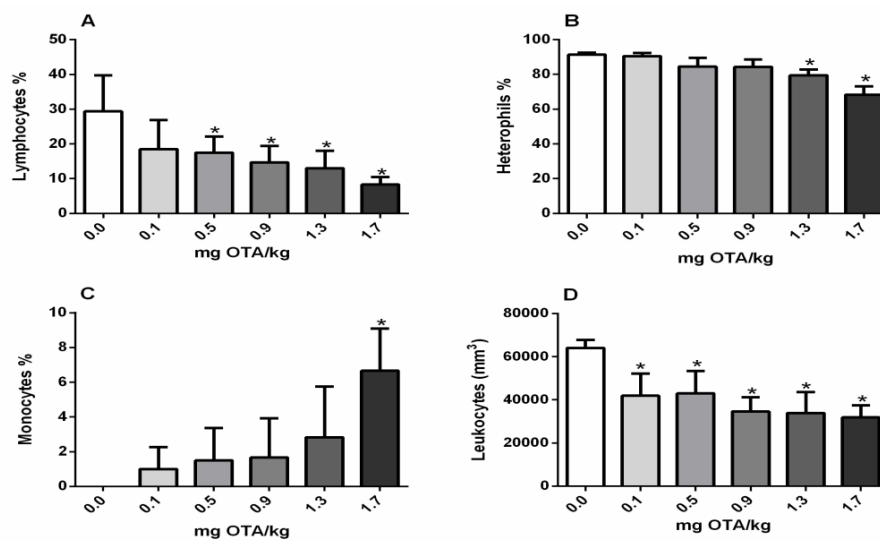 A
Lymphocytes %
50
40
30
20
10
0
* * * *
0.0 0.1 0.5 0.9 1.3 1.7
mg OTA/kg
B
Heterophils %
100
80
60
40
20
0
* *
0.0 0.1 0.5 0.9 1.3 1.7
mg OTA/kg
C
Monocytes %
10
8
6
4
2
0
*
0.0 0.1 0.5 0.9 1.3 1.7
mg OTA/kg
D
Leukocytes (mm³)
80000
60000
40000
20000
0
* * * * *
0.0 0.1 0.5 0.9 1.3 1.7
mg OTA/kg